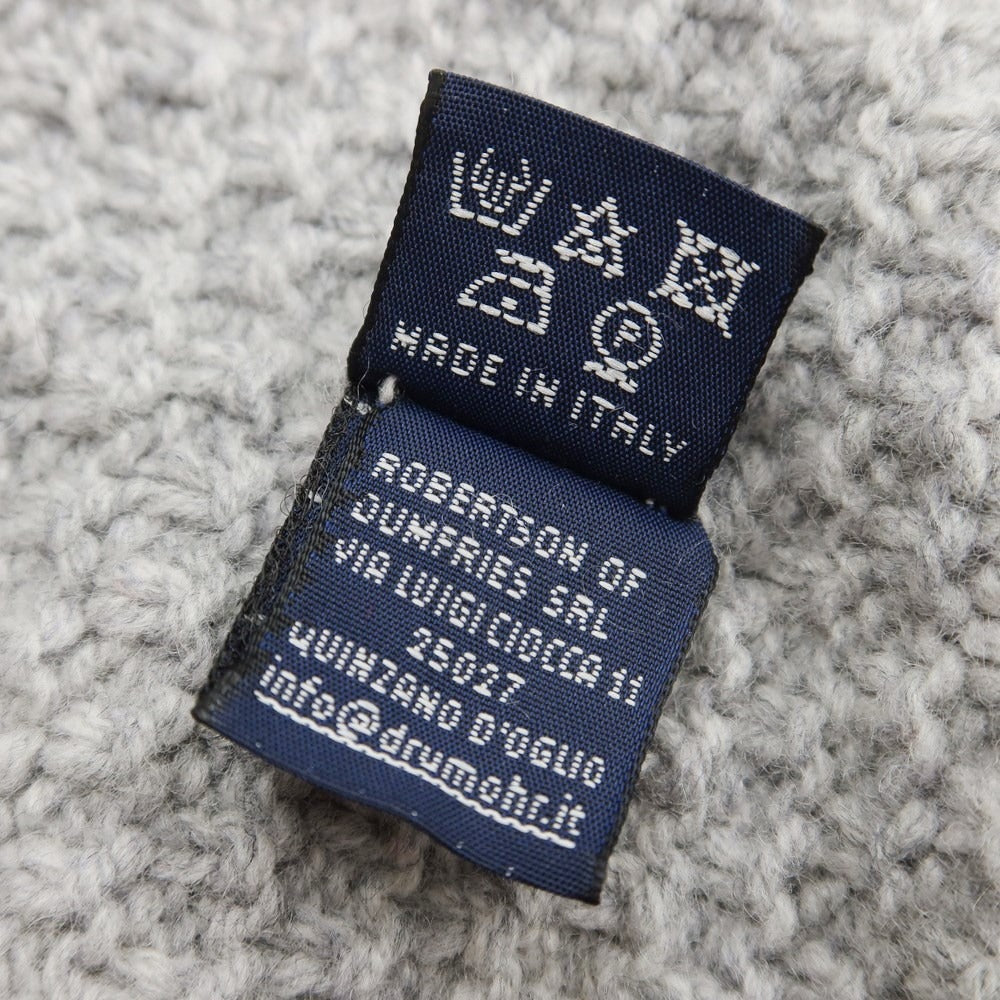 MADE IN ITALY
ROBERTSON OF
DUMFRIES SRL
VIA LUIGI CIOCCA 11
25027
QUINZANO D'OGLIO
info@drumohr.it